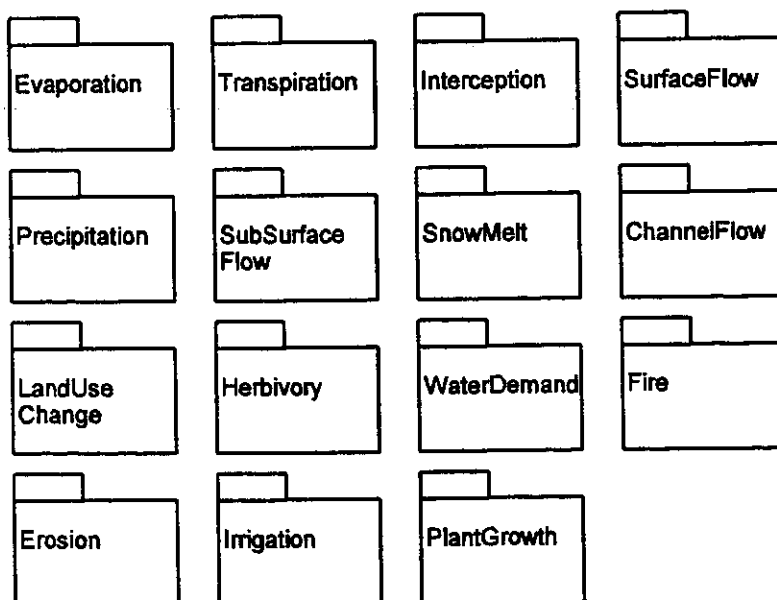 Evaporation
Transpiration
Interception
SurfaceFlow
Precipitation
SubSurface
Flow
SnowMelt
ChannelFlow
LandUse
Change
Herbivory
WaterDemand
Fire
Erosion
Irrigation
PlantGrowth